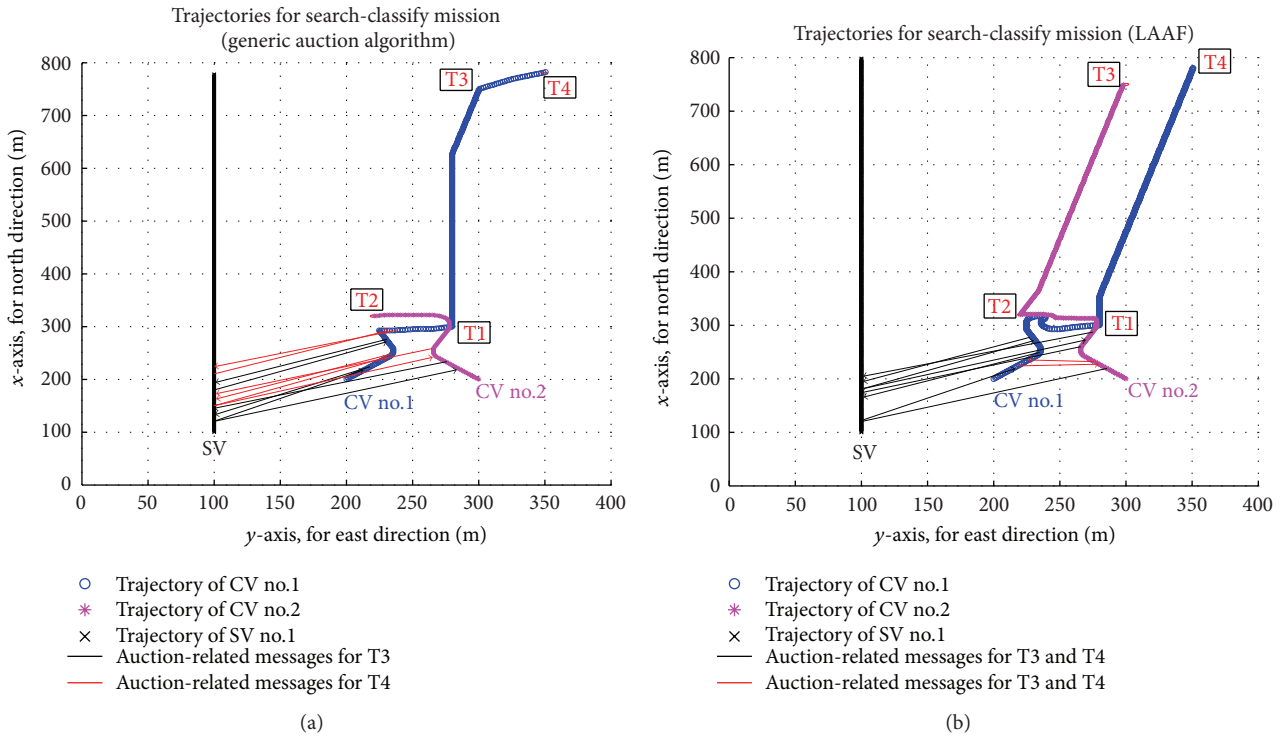 Trajectories for search-classify mission
(generic auction algorithm)
800
700
600
500
400
300
200
100
0
x-axis, for north direction (m)
T3
T4
T2
T1
CV no.1
CV no.2
SV
0 50 100 150 200 250 300 350 400
y-axis, for east direction (m)
Trajectory of CV no.1
Trajectory of CV no.2
Trajectory of SV no.1
Auction-related messages for T3
Auction-related messages for T4
(a)
Trajectories for search-classify mission (LAAF)
800
700
600
500
400
300
200
100
0
x-axis, for north direction (m)
T3
T4
T2
T1
CV no.1
CV no.2
SV
0 50 100 150 200 250 300 350 400
y-axis, for east direction (m)
Trajectory of CV no.1
Trajectory of CV no.2
Trajectory of SV no.1
Auction-related messages for T3 and T4
Auction-related messages for T3 and T4
(b)